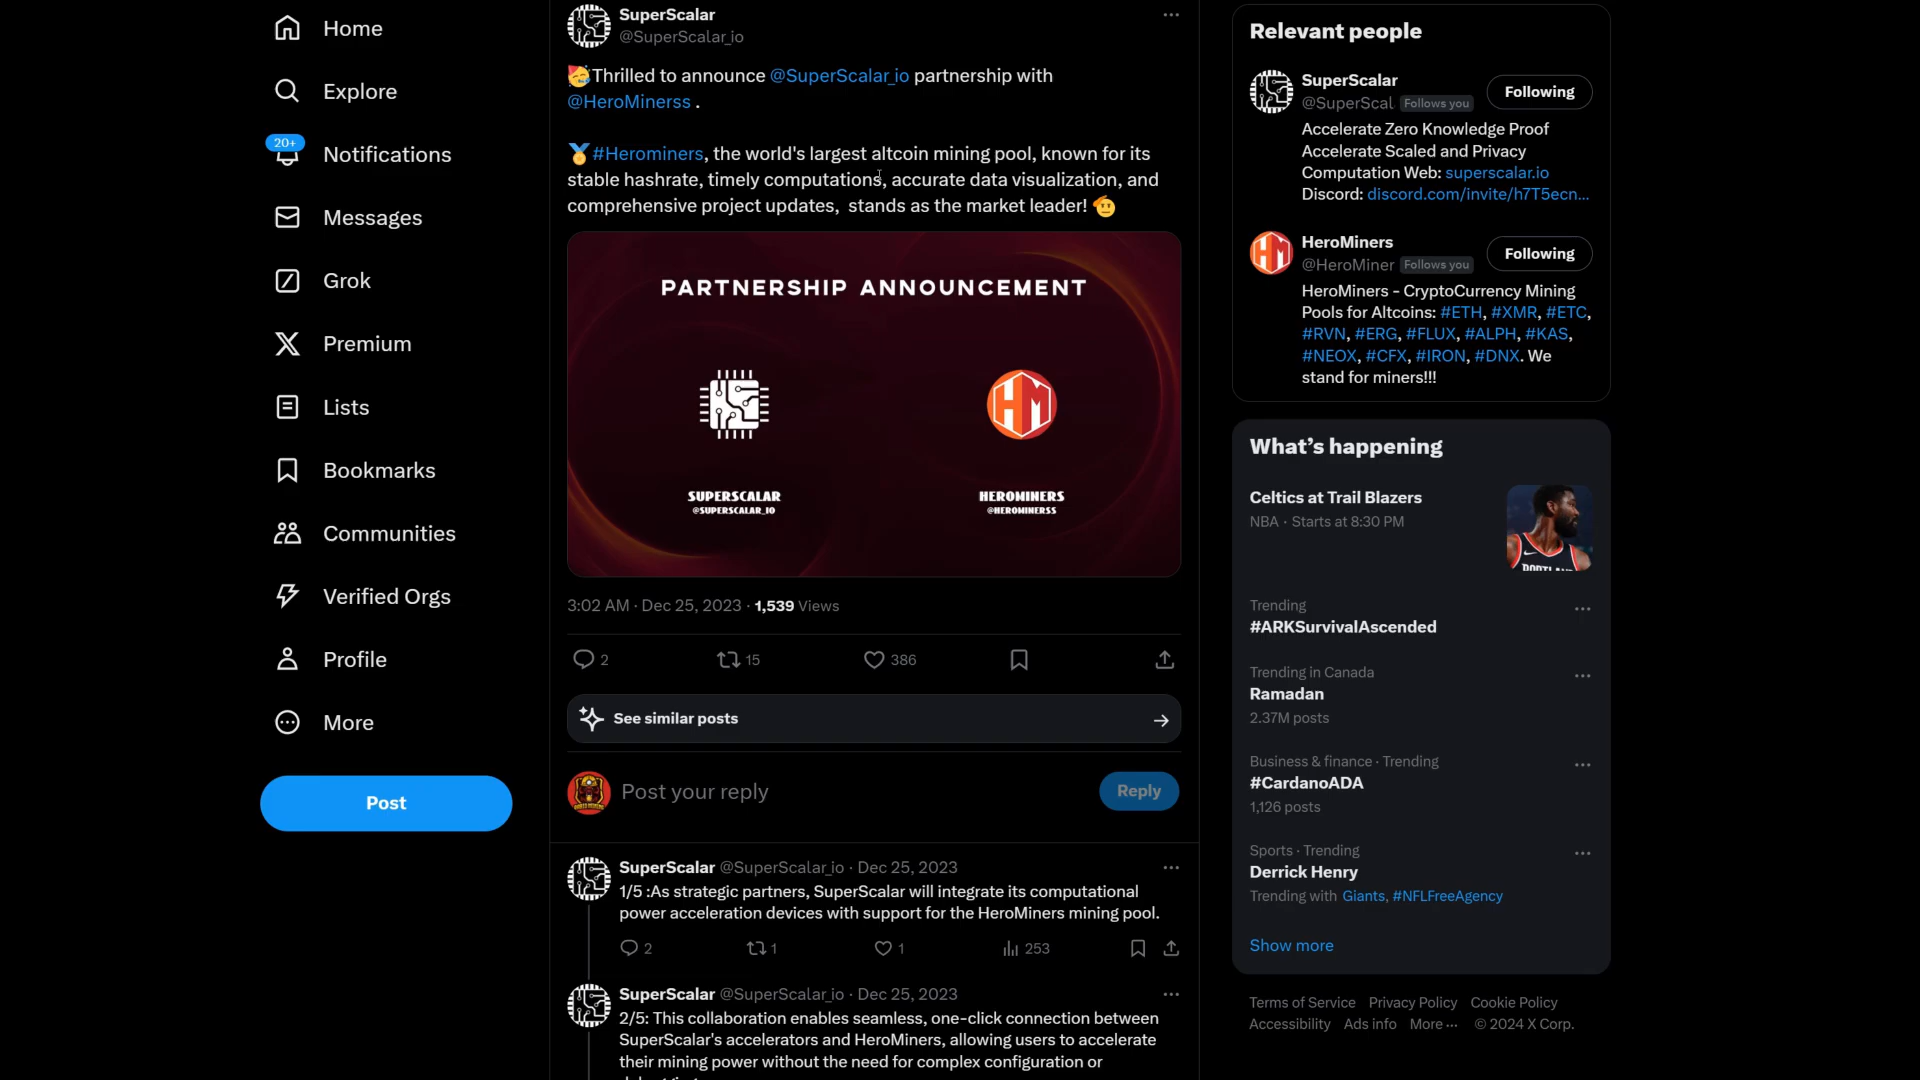 Home
Explore
20+
Notifications
Messages
Grok
Premium
Lists
Bookmarks
Communities
Verified Orgs
Profile
More
Post
SuperScalar
@SuperScalar_io
🥳Thrilled to announce @SuperScalar_io partnership with
@HeroMinerss .
🏅#Herominers, the world's largest altcoin mining pool, known for its
stable hashrate, timely computations, accurate data visualization, and
comprehensive project updates, stands as the market leader! 🫡
PARTNERSHIP ANNOUNCEMENT
HM
SUPERSCALAR
@SUPERSCALAR_IO
HEROMINERS
@HEROMINERSS
3:02 AM · Dec 25, 2023 · 1,539 Views
2
15
386
See similar posts
Post your reply
Reply
SuperScalar @SuperScalar_io · Dec 25, 2023
1/5 :As strategic partners, SuperScalar will integrate its computational
power acceleration devices with support for the HeroMiners mining pool.
2
1
1
253
SuperScalar @SuperScalar_io · Dec 25, 2023
2/5: This collaboration enables seamless, one-click connection between
SuperScalar's accelerators and HeroMiners, allowing users to accelerate
their mining power without the need for complex configuration or
Relevant people
SuperScalar
@SuperScal Follows you
Following
Accelerate Zero Knowledge Proof
Accelerate Scaled and Privacy
Computation Web: superscalar.io
Discord: discord.com/invite/h7T5ecn...
HM
HeroMiners
@HeroMiner Follows you
Following
HeroMiners - CryptoCurrency Mining
Pools for Altcoins: #ETH, #XMR, #ETC,
#RVN, #ERG, #FLUX, #ALPH, #KAS,
#NEOX, #CFX, #IRON, #DNX. We
stand for miners!!!
What's happening
Celtics at Trail Blazers
NBA · Starts at 8:30 PM
Trending
#ARKSurvivalAscended
Trending in Canada
Ramadan
2.37M posts
Business & finance · Trending
#CardanoADA
1,126 posts
Sports · Trending
Derrick Henry
Trending with Giants, #NFLFreeAgency
Show more
Terms of Service Privacy Policy Cookie Policy
Accessibility Ads info More ··· © 2024 X Corp.